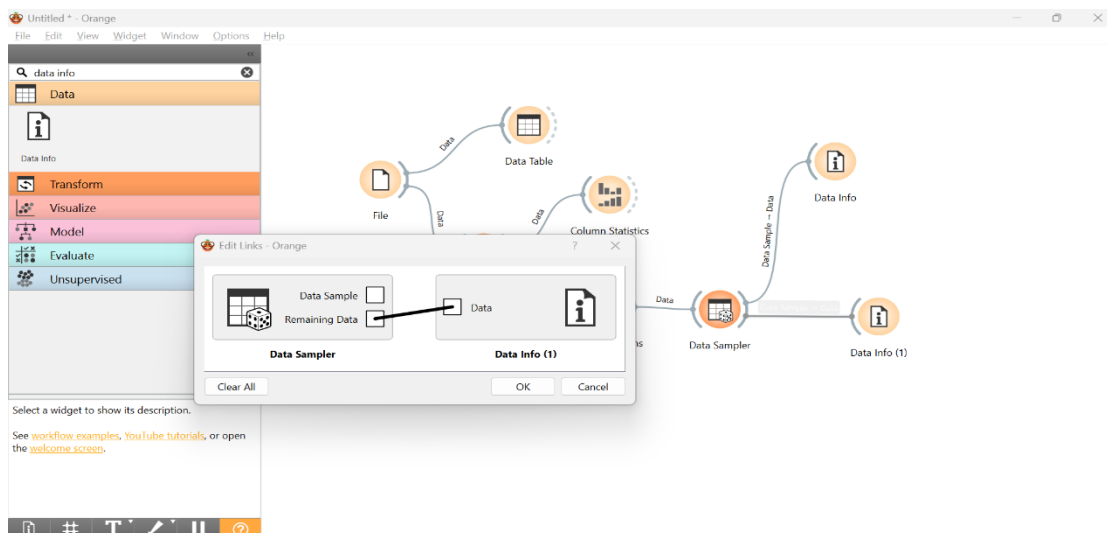 Untitled * - Orange
File Edit View Widget Window Options Help
data info
Data
Data Info
Transform
Visualize
Model
Evaluate
Unsupervised
Select a widget to show its description.
See workflow examples, YouTube tutorials, or open
the welcome screen.
File
Data
Data Table
Data
Data
Column Statistics
Data
Data Sampler
Data Sample → Data
Data Info
Data Info (1)
Edit Links - Orange
Data Sample
Remaining Data
Data
Data Sampler
Data Info (1)
Clear All
OK
Cancel